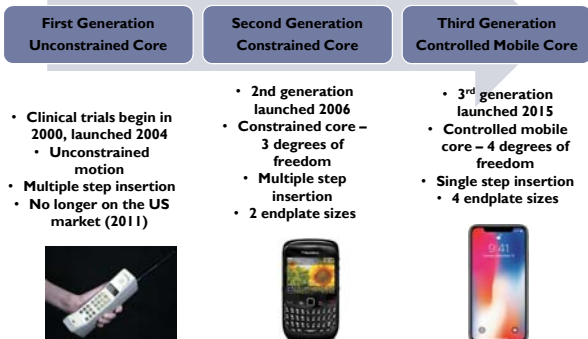 First Generation
Unconstrained Core
Second Generation
Constrained Core
Third Generation
Controlled Mobile Core
• Clinical trials begin in
2000, launched 2004
• Unconstrained
motion
• Multiple step insertion
• No longer on the US
market (2011)
• 2nd generation
launched 2006
• Constrained core –
3 degrees of
freedom
• Multiple step
insertion
• 2 endplate sizes
• 3rd generation
launched 2015
• Controlled mobile
core – 4 degrees of
freedom
• Single step insertion
• 4 endplate sizes
9:41